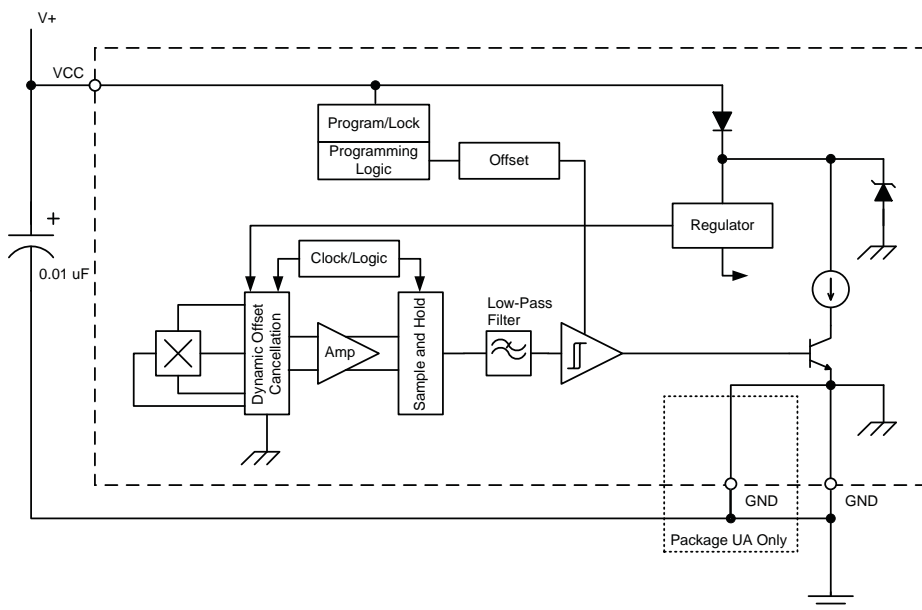 V+
VCC
Program/Lock
Programming
Logic
Offset
+
Regulator
0.01 uF
Clock/Logic
Low-Pass
Filter
Dynamic Offset
Cancellation
Amp
Sample and Hold
GND
GND
Package UA Only